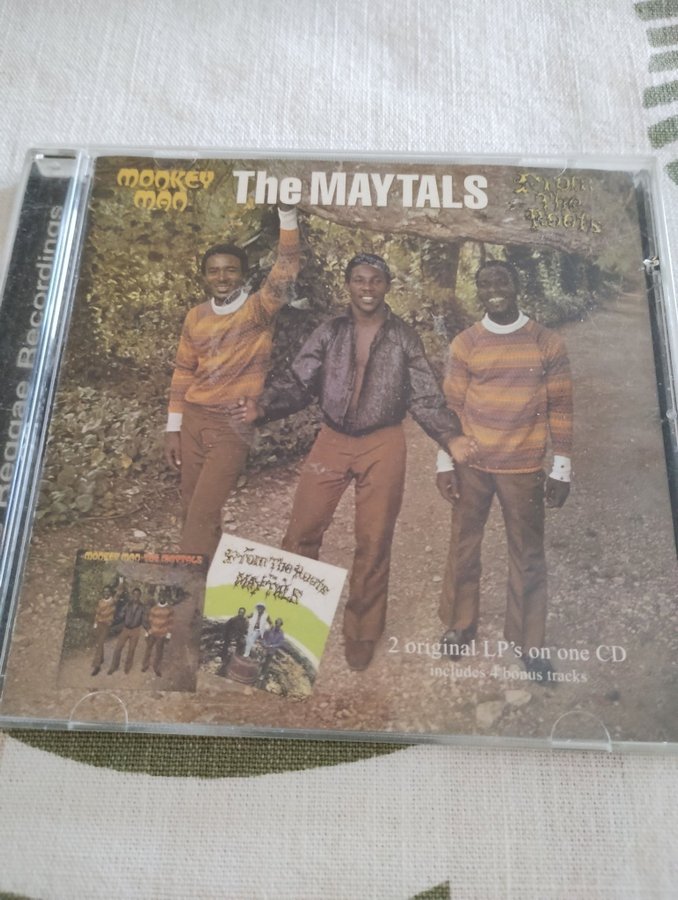 MONKEY
MAN
The MAYTALS
From
The
Roots
Reggae Recordings
MONKEY MAN THE MAYTALS
From The Roots
MAYTALS
2 original LP's on one CD
includes 4 bonus tracks